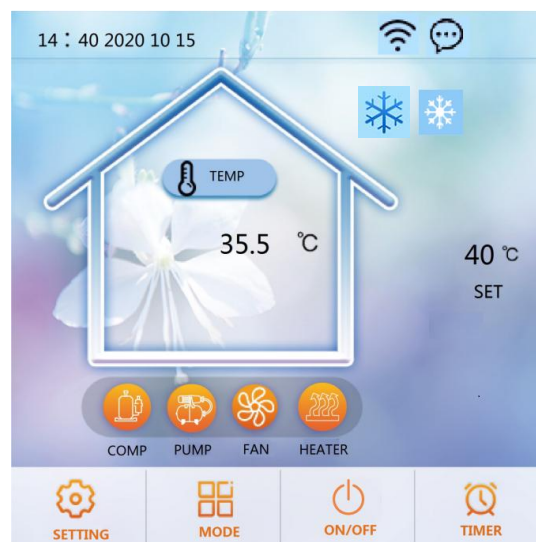 14：40 2020 10 15
TEMP
35.5 ℃
40 ℃
SET
COMP PUMP FAN HEATER
SETTING MODE ON/OFF TIMER